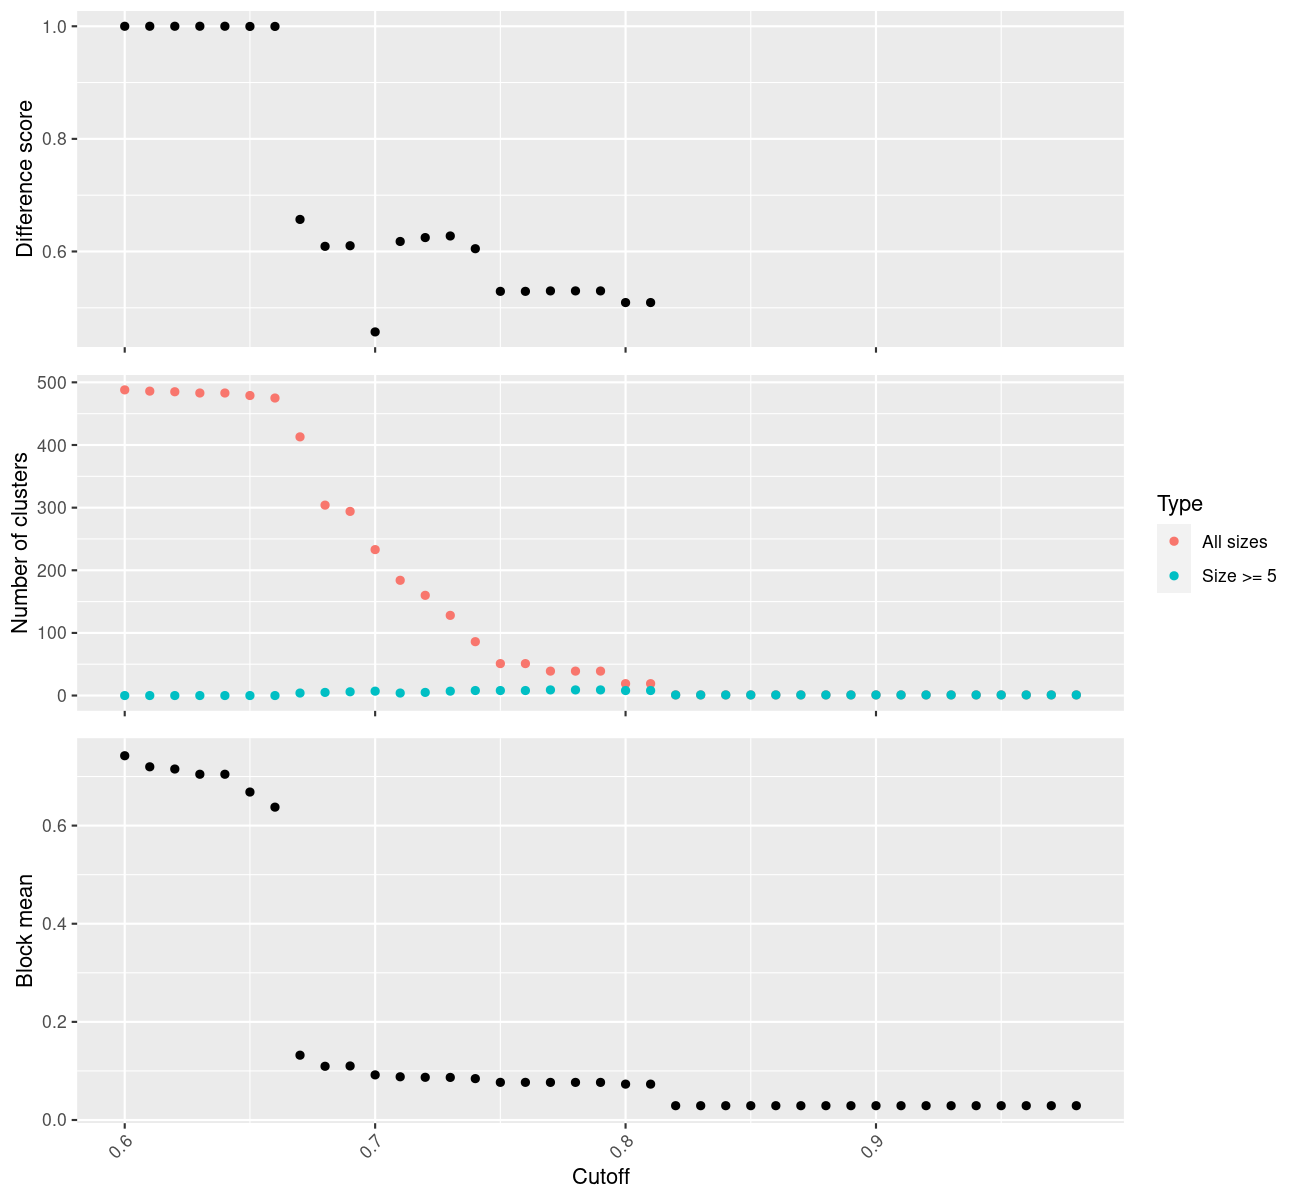 1.0
0.8
0.6
Difference score
500
400
300
200
100
0
Number of clusters
Type
All sizes
Size >= 5
0.6
0.4
0.2
0.0
Block mean
0.6 0.7 0.8 0.9
Cutoff